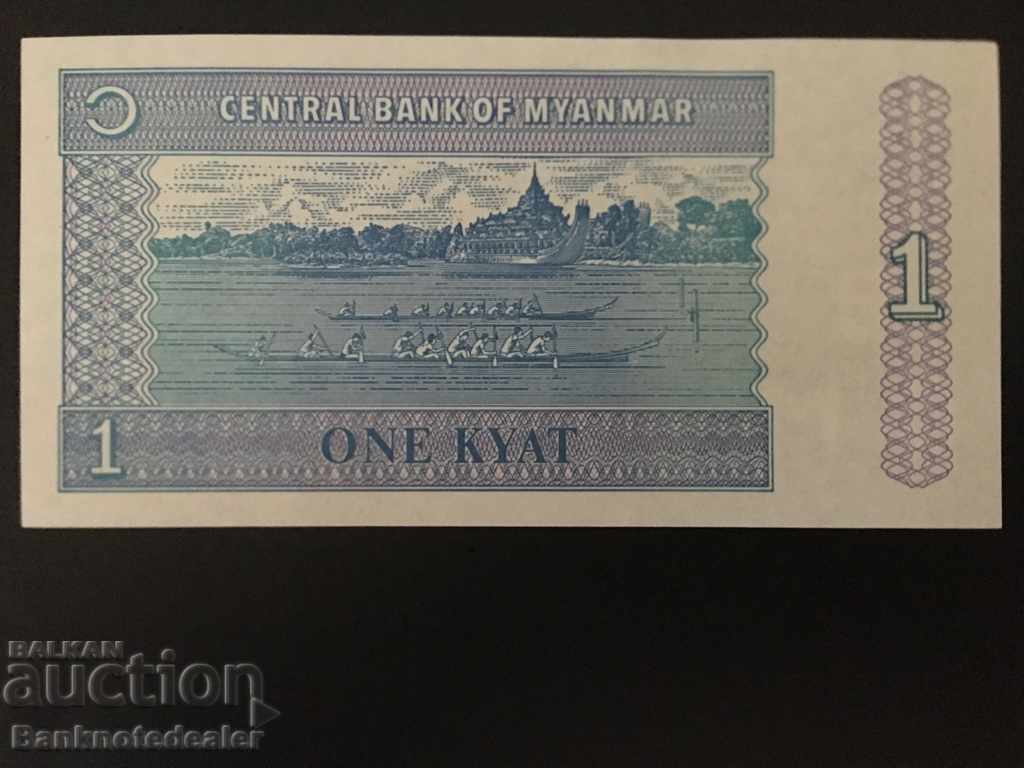 ၁
CENTRAL BANK OF MYANMAR
1
1
ONE KYAT
BALKAN
auction
Banknotedealer